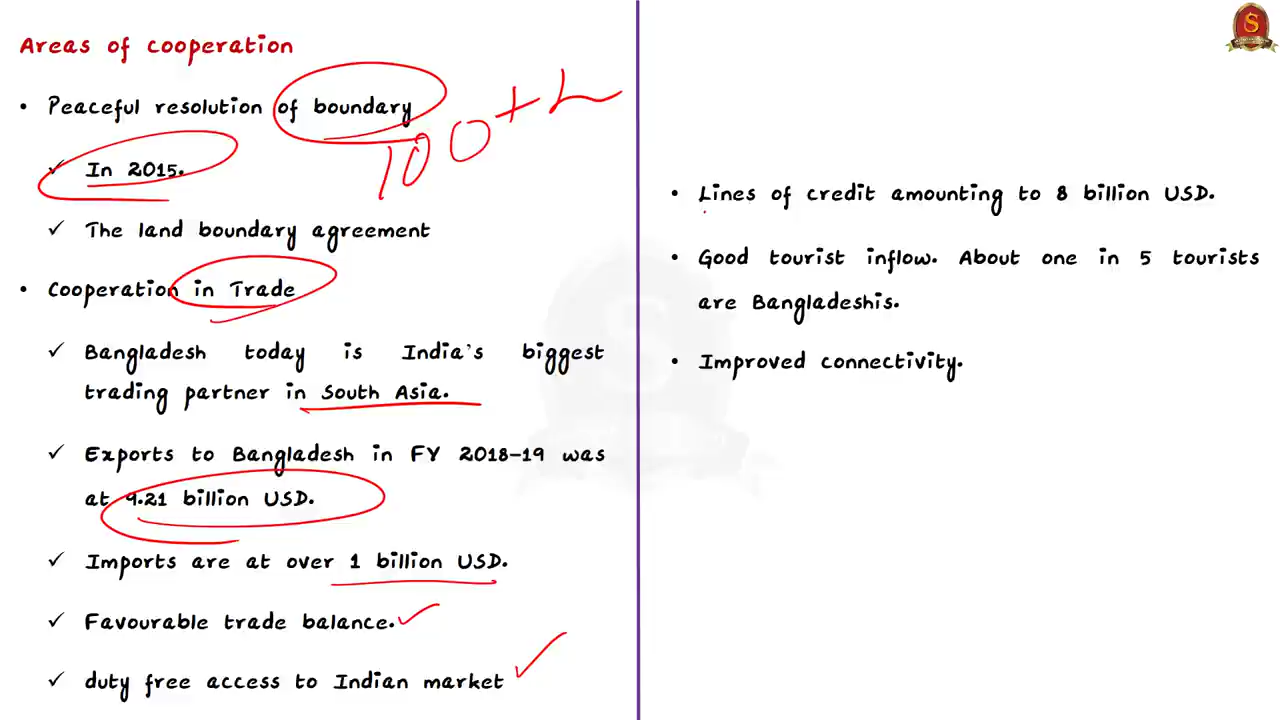 Areas of cooperation
• Peaceful resolution of boundary
100+
✓ In 2015.
✓ The land boundary agreement
• Cooperation in Trade
✓ Bangladesh today is India's biggest
trading partner in South Asia.
✓ Exports to Bangladesh in FY 2018-19 was
at 9.21 billion USD.
✓ Imports are at over 1 billion USD.
✓ Favourable trade balance.
✓ duty free access to Indian market
• Lines of credit amounting to 8 billion USD.
• Good tourist inflow. About one in 5 tourists
are Bangladeshis.
• Improved connectivity.